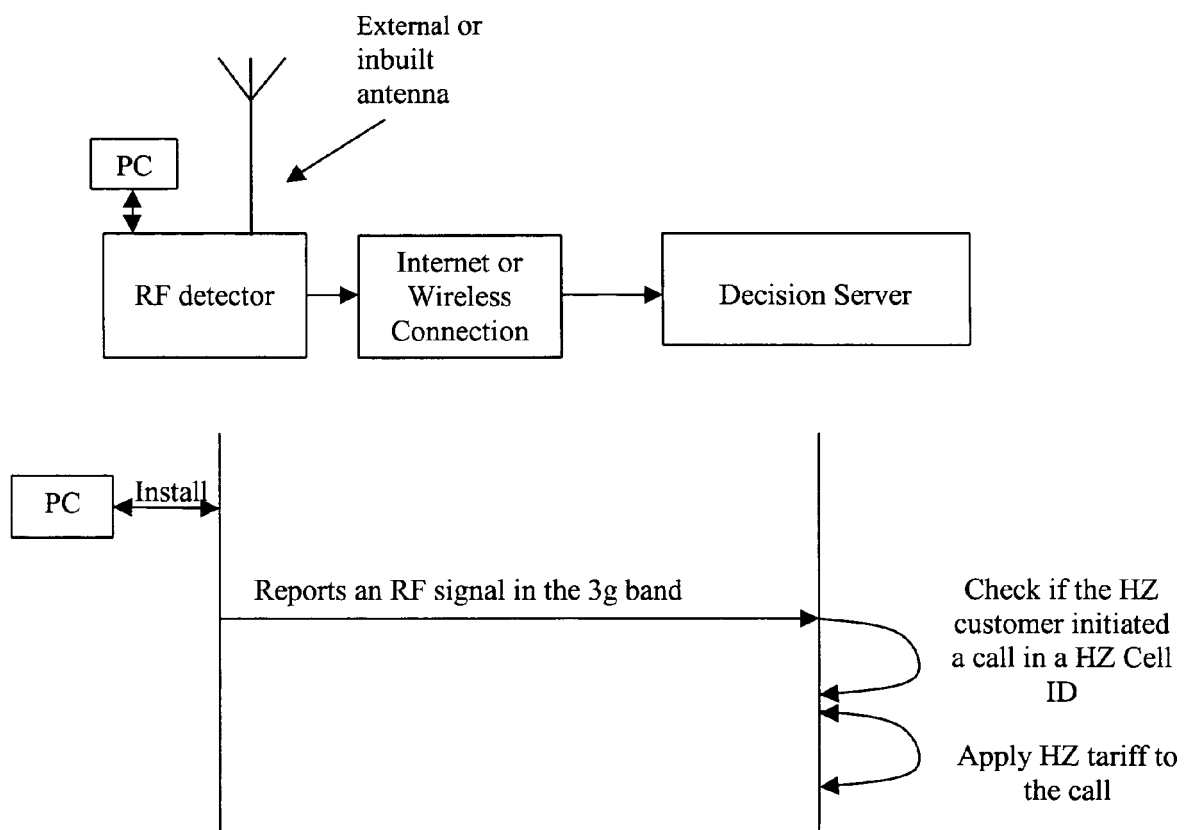 External or
inbuilt
antenna
PC
RF detector
Internet or
Wireless
Connection
Decision Server
PC
Install
Reports an RF signal in the 3g band
Check if the HZ
customer initiated
a call in a HZ Cell
ID
Apply HZ tariff to
the call